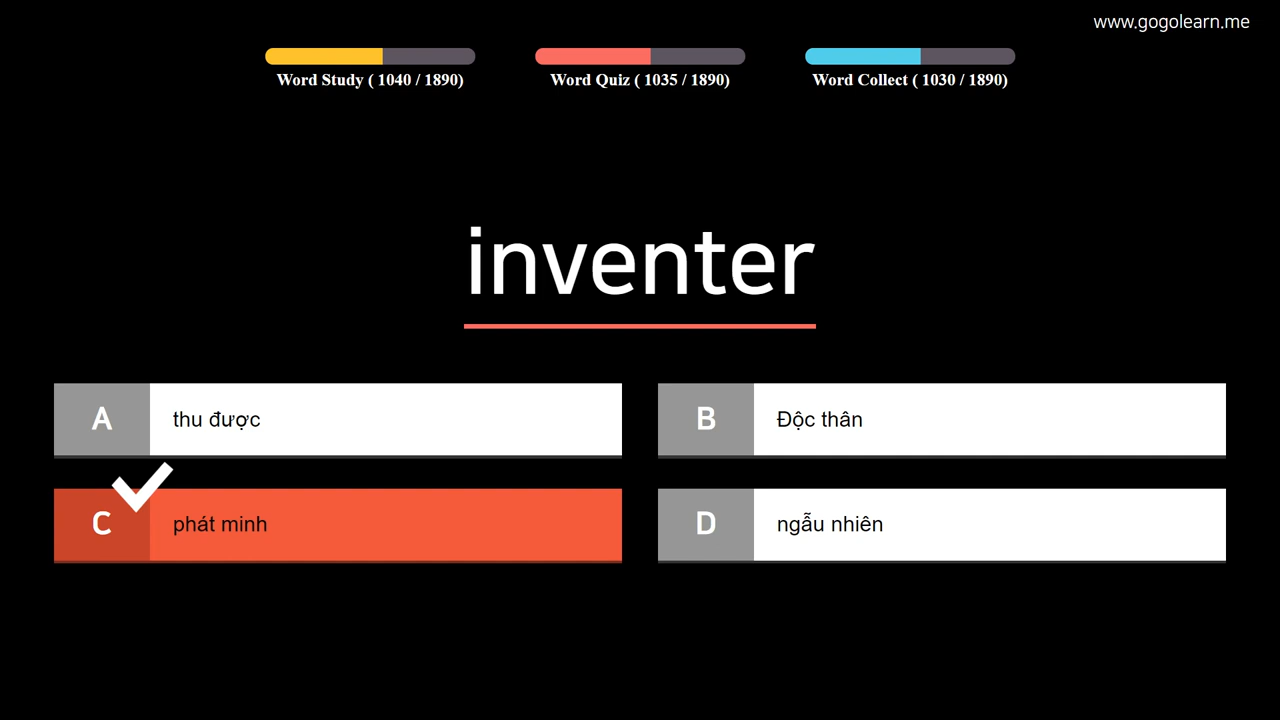 www.gogolearn.me
Word Study ( 1040 / 1890)
Word Quiz ( 1035 / 1890)
Word Collect ( 1030 / 1890)
inventer
A thu được
B Độc thân
C phát minh
D ngẫu nhiên